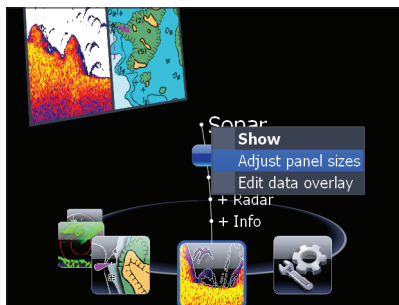 Sonar
Show
Adjust panel sizes
Edit data overlay
+ Radar
+ Info